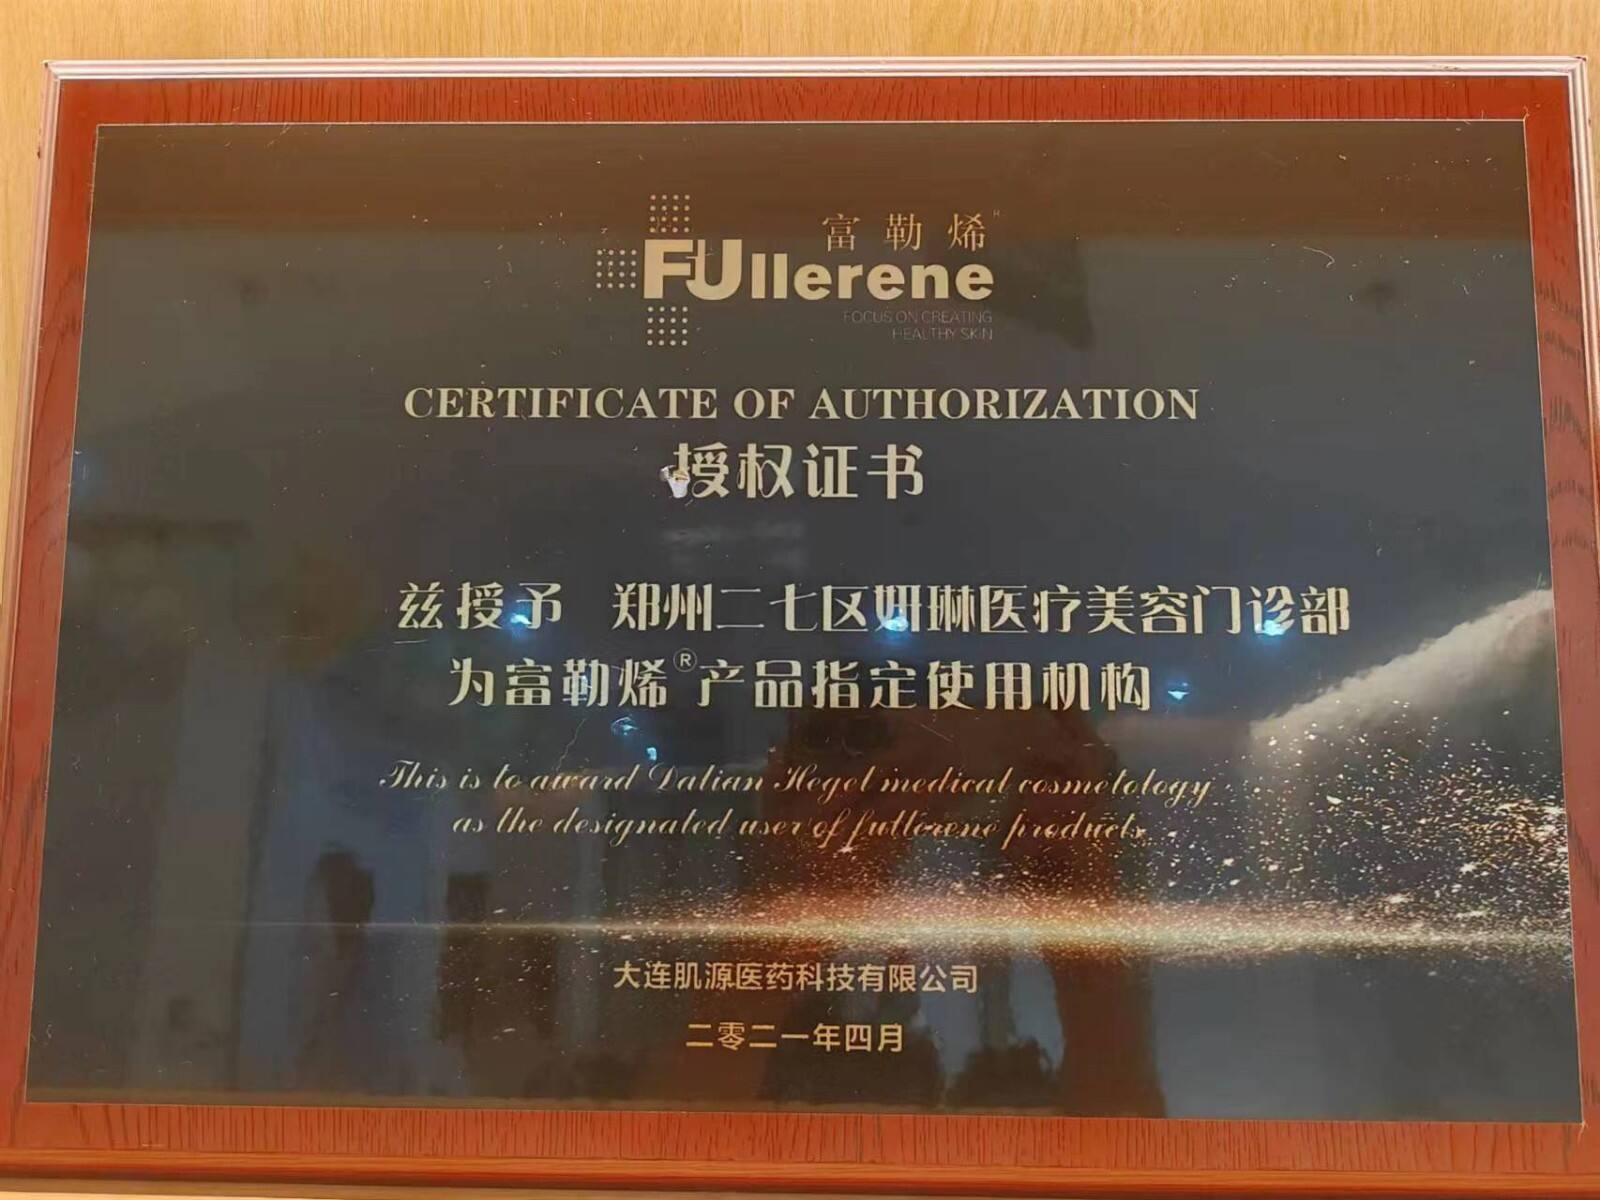 富勒烯®
Fullerene
FOCUS ON CREATING
HEALTHY SKIN
CERTIFICATE OF AUTHORIZATION
授权证书
兹授予 郑州二七区妍琳医疗美容门诊部
为富勒烯®产品指定使用机构
This is to award Dalian Hegel medical cosmetology
as the designated user of fullerene products
大连肌源医药科技有限公司
二零二一年四月